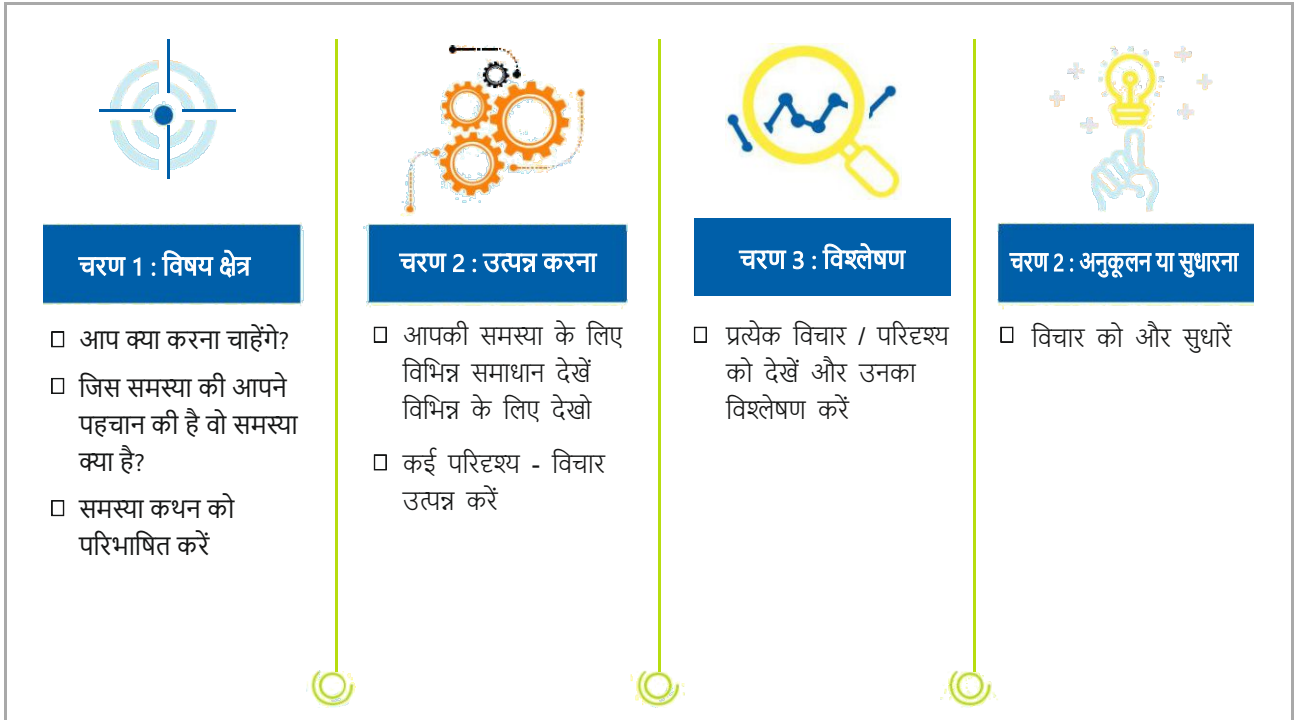 चरण 1 : विषय क्षेत्र
□ आप क्या करना चाहेंगे?
□ जिस समस्या की आपने
पहचान की है वो समस्या
क्या है?
□ समस्या कथन को
परिभाषित करें
चरण 2 : उत्पन्न करना
□ आपकी समस्या के लिए
विभिन्न समाधान देखें
विभिन्न के लिए देखो
□ कई परिदृश्य - विचार
उत्पन्न करें
चरण 3 : विश्लेषण
□ प्रत्येक विचार / परिदृश्य
को देखें और उनका
विश्लेषण करें
चरण 2 : अनुकूलन या सुधारना
□ विचार को और सुधारें